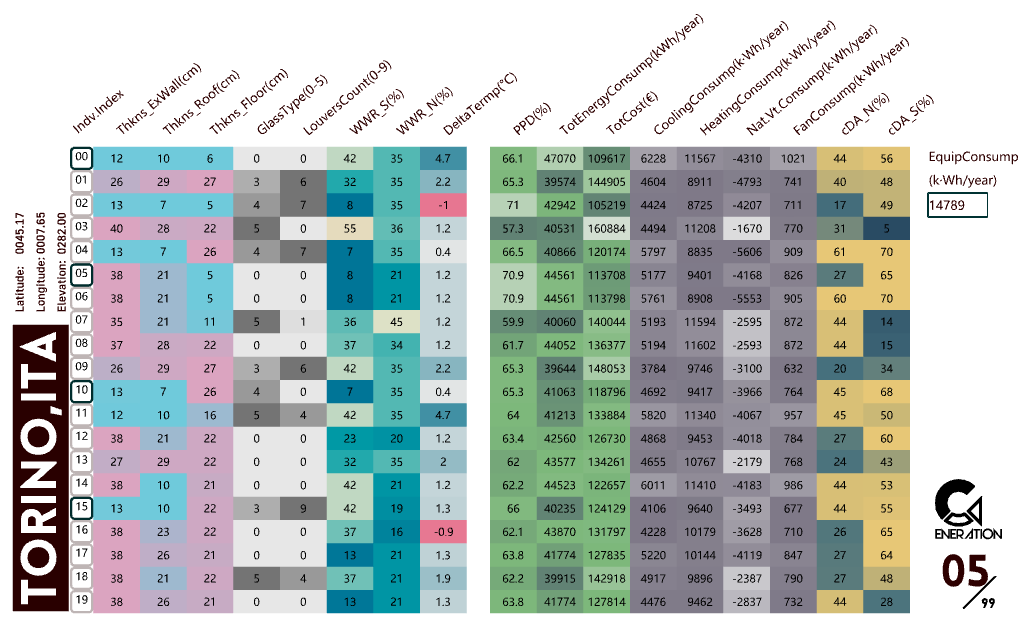 Indv.Index Thkns_ExWall(cm) Thkns_Roof(cm) Thkns_Floor(cm) GlassType(0-5) LouversCount(0-9) WWR_S(%) WWR_N(%) DeltaTermp(°C) PPD(%) TotEnergyConsump(kWh/year) TotCost(€) CoolingConsump(k·Wh/year) HeatingConsump(k·Wh/year) Nat.Vt.Consump(k·Wh/year) FanConsump(k·Wh/year) cDA_N(%) cDA_S(%)
00 12 10 6 0 0 42 35 4.7 66.1 47070 109617 6228 11567 -4310 1021 44 56
01 26 29 27 3 6 32 35 2.2 65.3 39574 144905 4604 8911 -4793 741 40 48
02 13 7 5 4 7 8 35 -1 71 42942 105219 4424 8725 -4207 711 17 49
03 40 28 22 5 0 55 36 1.2 57.3 40531 160884 4494 11208 -1670 770 31 5
04 13 7 26 4 7 7 35 0.4 66.5 40866 120174 5797 8835 -5606 909 61 70
05 38 21 5 0 0 8 21 1.2 70.9 44561 113708 5177 9401 -4168 826 27 65
06 38 21 5 0 0 8 21 1.2 70.9 44561 113798 5761 8908 -5553 905 60 70
07 35 21 11 5 1 36 45 1.2 59.9 40060 140044 5193 11594 -2595 872 44 14
08 37 28 22 0 0 37 34 1.2 61.7 44052 136377 5194 11602 -2593 872 44 15
09 26 29 27 3 6 42 35 2.2 65.3 39644 148053 3784 9746 -3100 632 20 34
10 13 7 26 4 0 7 35 0.4 65.3 41063 118796 4692 9417 -3966 764 45 68
11 12 10 16 5 4 42 35 4.7 64 41213 133884 5820 11340 -4067 957 45 50
12 38 21 22 0 0 23 20 1.2 63.4 42560 126730 4868 9453 -4018 784 27 60
13 27 29 22 0 0 32 35 2 62 43577 134261 4655 10767 -2179 768 24 43
14 38 10 21 0 0 42 21 1.2 62.2 44523 122657 6011 11410 -4183 986 44 53
15 13 10 22 3 9 42 19 1.3 66 40235 124129 4106 9640 -3493 677 44 55
16 38 23 22 0 0 37 16 -0.9 62.1 43870 131797 4228 10179 -3628 710 26 65
17 38 26 21 0 0 13 21 1.3 63.8 41774 127835 5220 10144 -4119 847 27 64
18 38 21 22 5 4 37 21 1.9 62.2 39915 142918 4917 9896 -2387 790 27 48
19 38 26 21 0 0 13 21 1.3 63.8 41774 127814 4476 9462 -2837 732 44 28
EquipConsump
(k·Wh/year)
14789
Latitude: 0045.17
Longitude: 0007.65
Elevation: 0282.00
TORINO,ITA
G
ENERATION
05/99